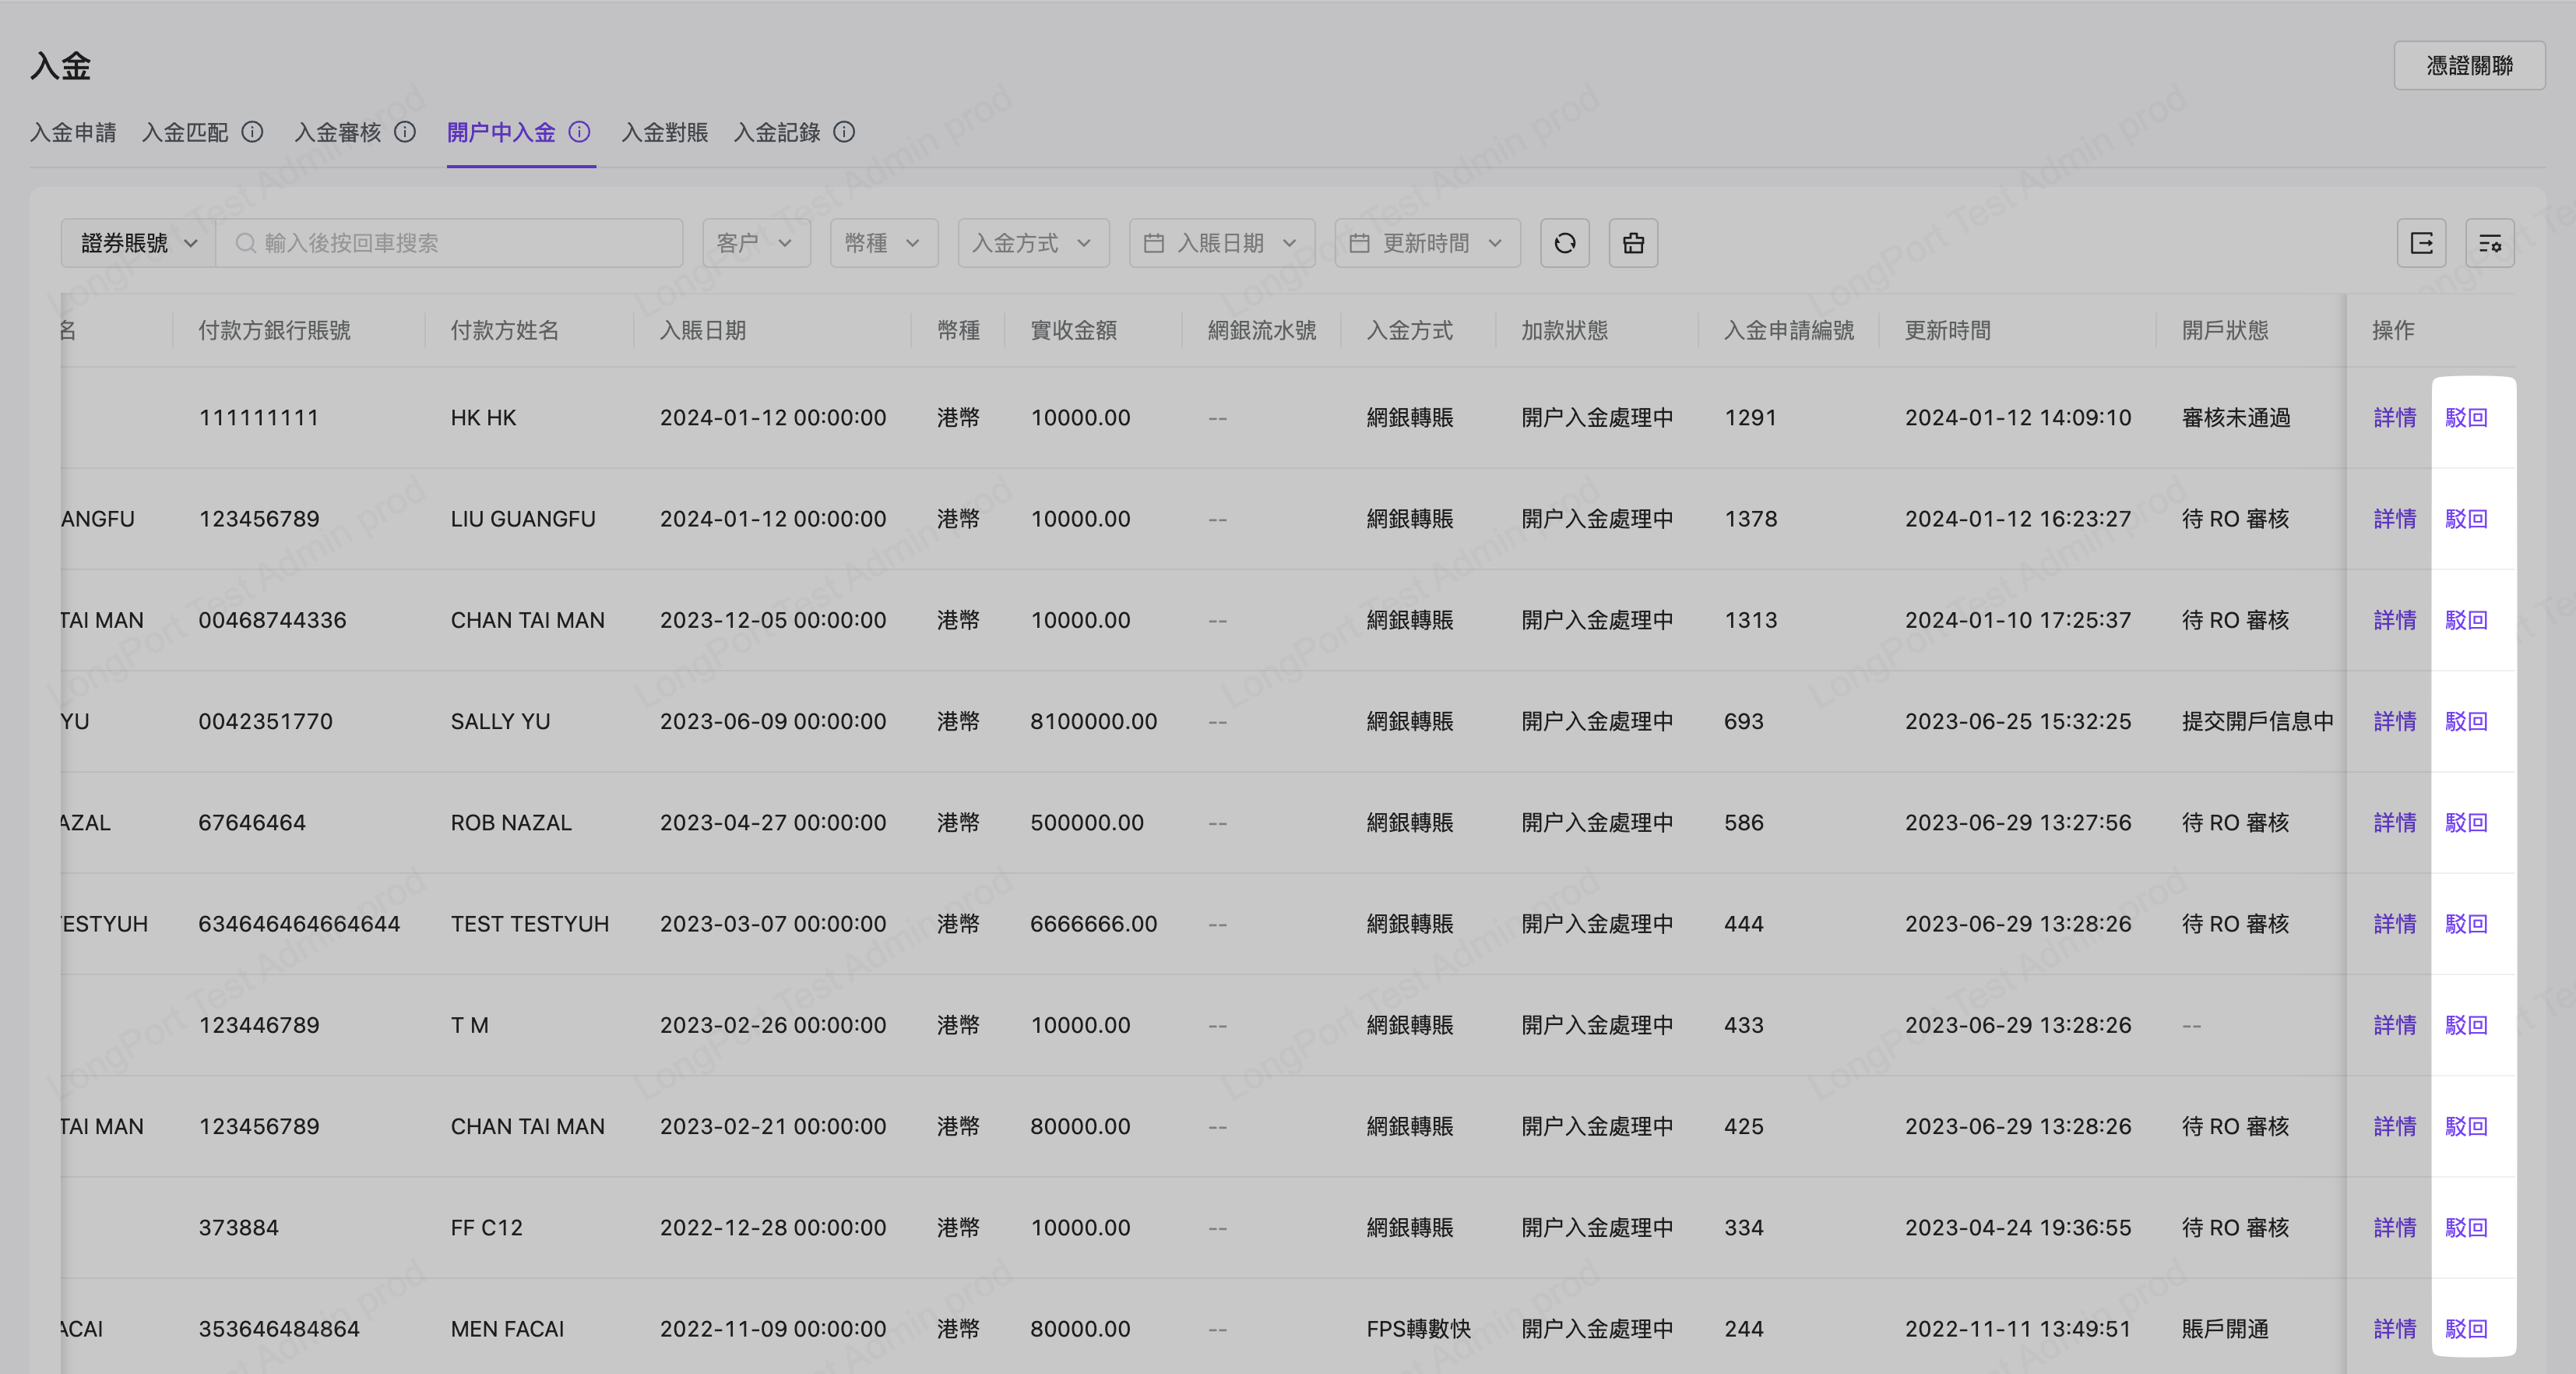 入金
憑證關聯
入金申請 入金匹配 入金審核 開户中入金 入金對賬 入金記錄
證券賬號 輸入後按回車搜索 客户 幣種 入金方式 入賬日期 更新時間
名 付款方銀行賬號 付款方姓名 入賬日期 幣種 實收金額 網銀流水號 入金方式 加款狀態 入金申請編號 更新時間 開戶狀態 操作
111111111 HK HK 2024-01-12 00:00:00 港幣 10000.00 -- 網銀轉賬 開户入金處理中 1291 2024-01-12 14:09:10 審核未通過 詳情 駁回
ANGFU 123456789 LIU GUANGFU 2024-01-12 00:00:00 港幣 10000.00 -- 網銀轉賬 開户入金處理中 1378 2024-01-12 16:23:27 待 RO 審核 詳情 駁回
TAI MAN 00468744336 CHAN TAI MAN 2023-12-05 00:00:00 港幣 10000.00 -- 網銀轉賬 開户入金處理中 1313 2024-01-10 17:25:37 待 RO 審核 詳情 駁回
YU 0042351770 SALLY YU 2023-06-09 00:00:00 港幣 8100000.00 -- 網銀轉賬 開户入金處理中 693 2023-06-25 15:32:25 提交開戶信息中 詳情 駁回
AZAL 67646464 ROB NAZAL 2023-04-27 00:00:00 港幣 500000.00 -- 網銀轉賬 開户入金處理中 586 2023-06-29 13:27:56 待 RO 審核 詳情 駁回
ESTYUH 634646464664644 TEST TESTYUH 2023-03-07 00:00:00 港幣 6666666.00 -- 網銀轉賬 開户入金處理中 444 2023-06-29 13:28:26 待 RO 審核 詳情 駁回
123446789 T M 2023-02-26 00:00:00 港幣 10000.00 -- 網銀轉賬 開户入金處理中 433 2023-06-29 13:28:26 -- 詳情 駁回
TAI MAN 123456789 CHAN TAI MAN 2023-02-21 00:00:00 港幣 80000.00 -- 網銀轉賬 開户入金處理中 425 2023-06-29 13:28:26 待 RO 審核 詳情 駁回
373884 FF C12 2022-12-28 00:00:00 港幣 10000.00 -- 網銀轉賬 開户入金處理中 334 2023-04-24 19:36:55 待 RO 審核 詳情 駁回
ACAI 353646484864 MEN FACAI 2022-11-09 00:00:00 港幣 80000.00 -- FPS轉數快 開户入金處理中 244 2022-11-11 13:49:51 賬戶開通 詳情 駁回
LongPort Test Admin prod